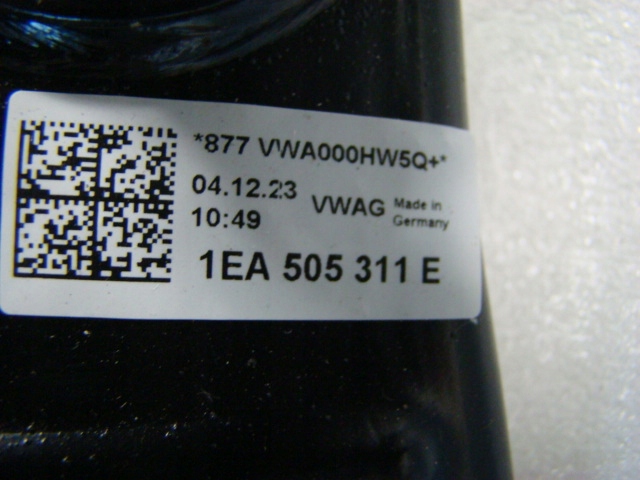 *877 VWA000HW5Q+*
04.12.23
10:49
VWAG
Made in
Germany
1EA 505 311 E